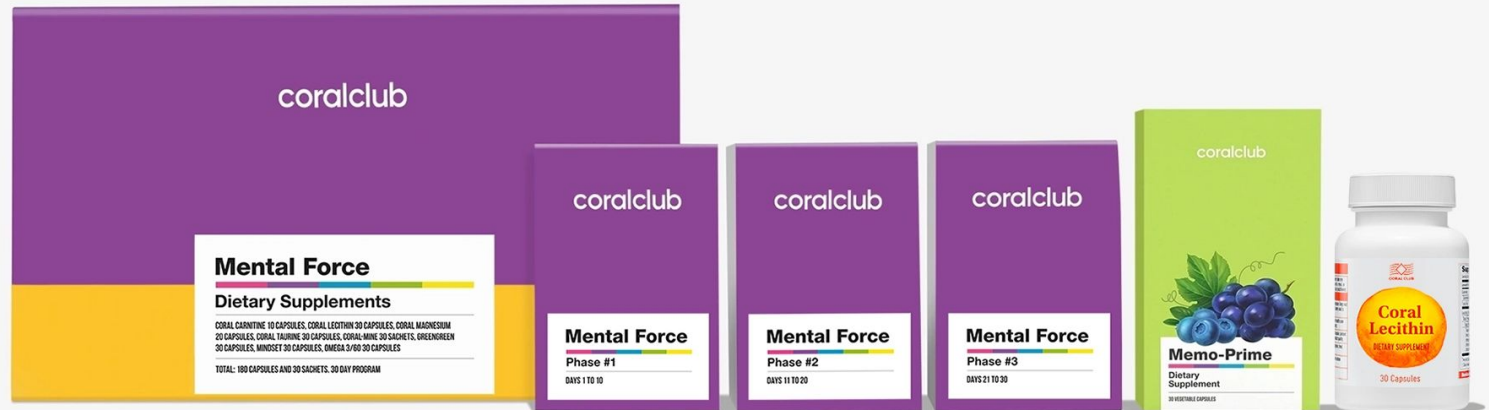 coralclub
Mental Force
Dietary Supplements
CORAL CARNITINE 10 CAPSULES, CORAL LECITHIN 30 CAPSULES, CORAL MAGNESIUM
20 CAPSULES, CORAL TAURINE 30 CAPSULES, CORAL-MINE 30 SACHETS, GREENGREEN
30 CAPSULES, MINDSET 30 CAPSULES, OMEGA 3/60 30 CAPSULES
TOTAL: 180 CAPSULES AND 30 SACHETS. 30 DAY PROGRAM
coralclub
Mental Force
Phase #1
DAYS 1 TO 10
coralclub
Mental Force
Phase #2
DAYS 11 TO 20
coralclub
Mental Force
Phase #3
DAYS 21 TO 30
coralclub
Memo-Prime
Dietary
Supplement
30 VEGETABLE CAPSULES
CORAL CLUB
Coral
Lecithin
DIETARY SUPPLEMENT
30 Capsules